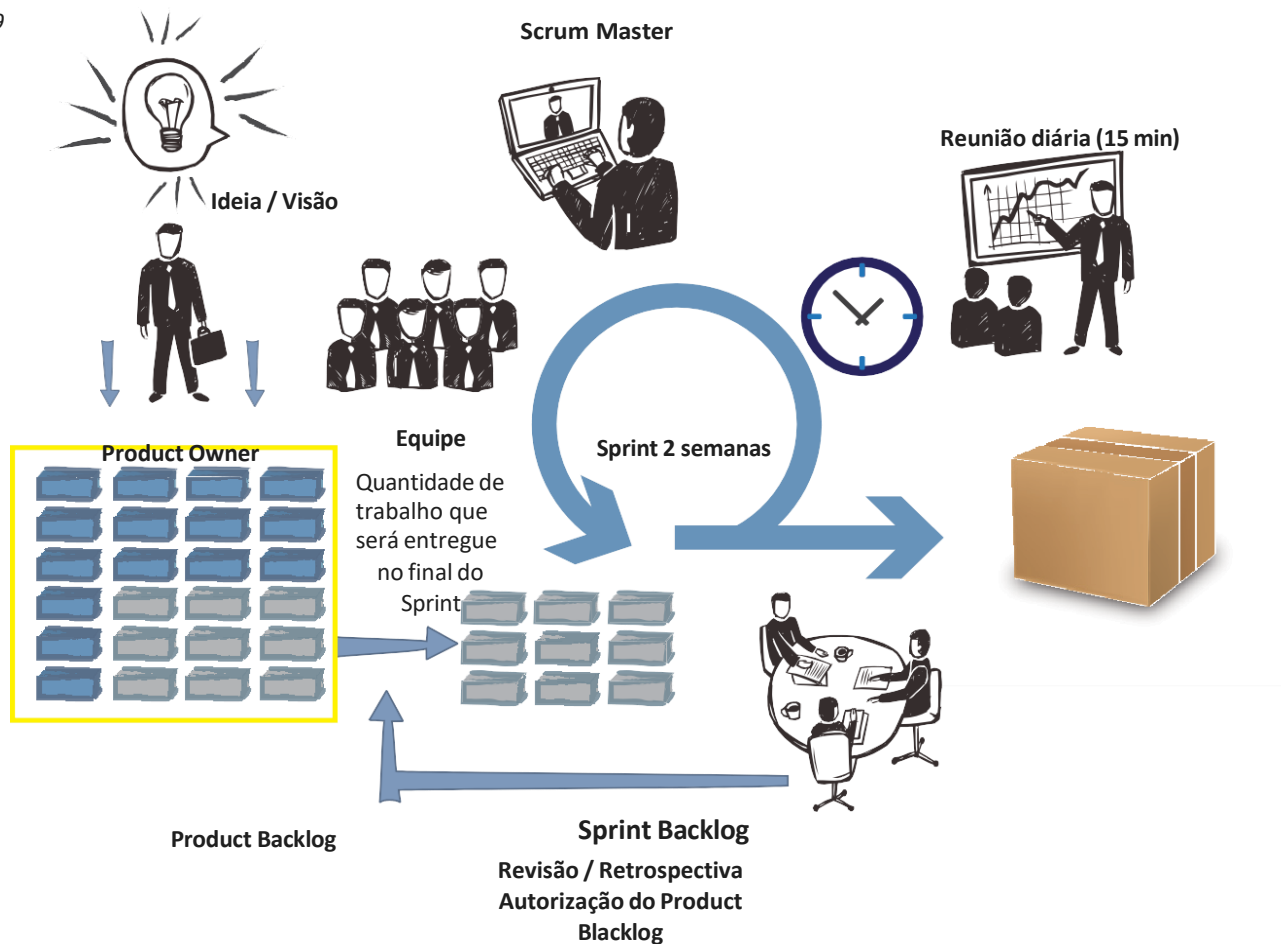 9
Scrum Master
Reunião diária (15 min)
Ideia / Visão
Product Owner
Equipe
Quantidade de
trabalho que
será entregue
no final do
Sprint
Sprint 2 semanas
Product Backlog
Sprint Backlog
Revisão / Retrospectiva
Autorização do Product
Blacklog